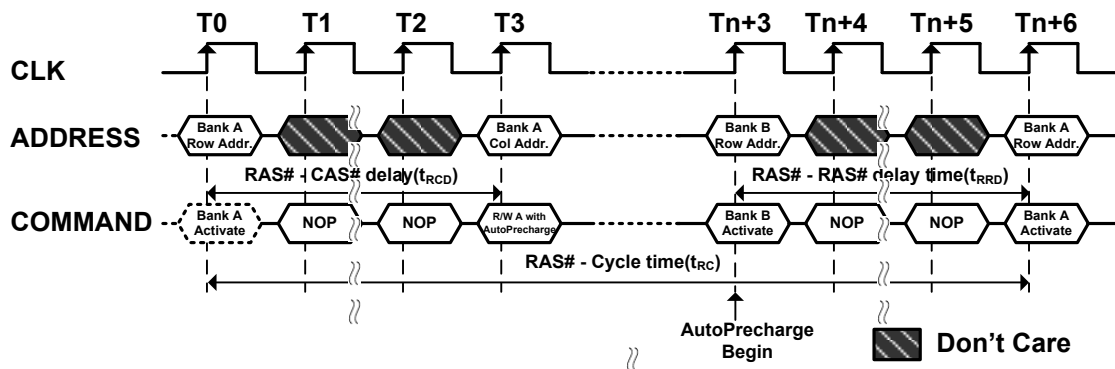 T0 T1 T2 T3 Tn+3 Tn+4 Tn+5 Tn+6
CLK
ADDRESS
Bank A Row Addr.
Bank A Col Addr.
Bank B Row Addr.
Bank A Row Addr.
RAS# - CAS# delay(tRCD)
RAS# - RAS# delay time(tRRD)
COMMAND
Bank A Activate
NOP
NOP
R/W A with AutoPrecharge
Bank B Activate
NOP
NOP
Bank A Activate
RAS# - Cycle time(tRC)
AutoPrecharge
Begin
Don't Care